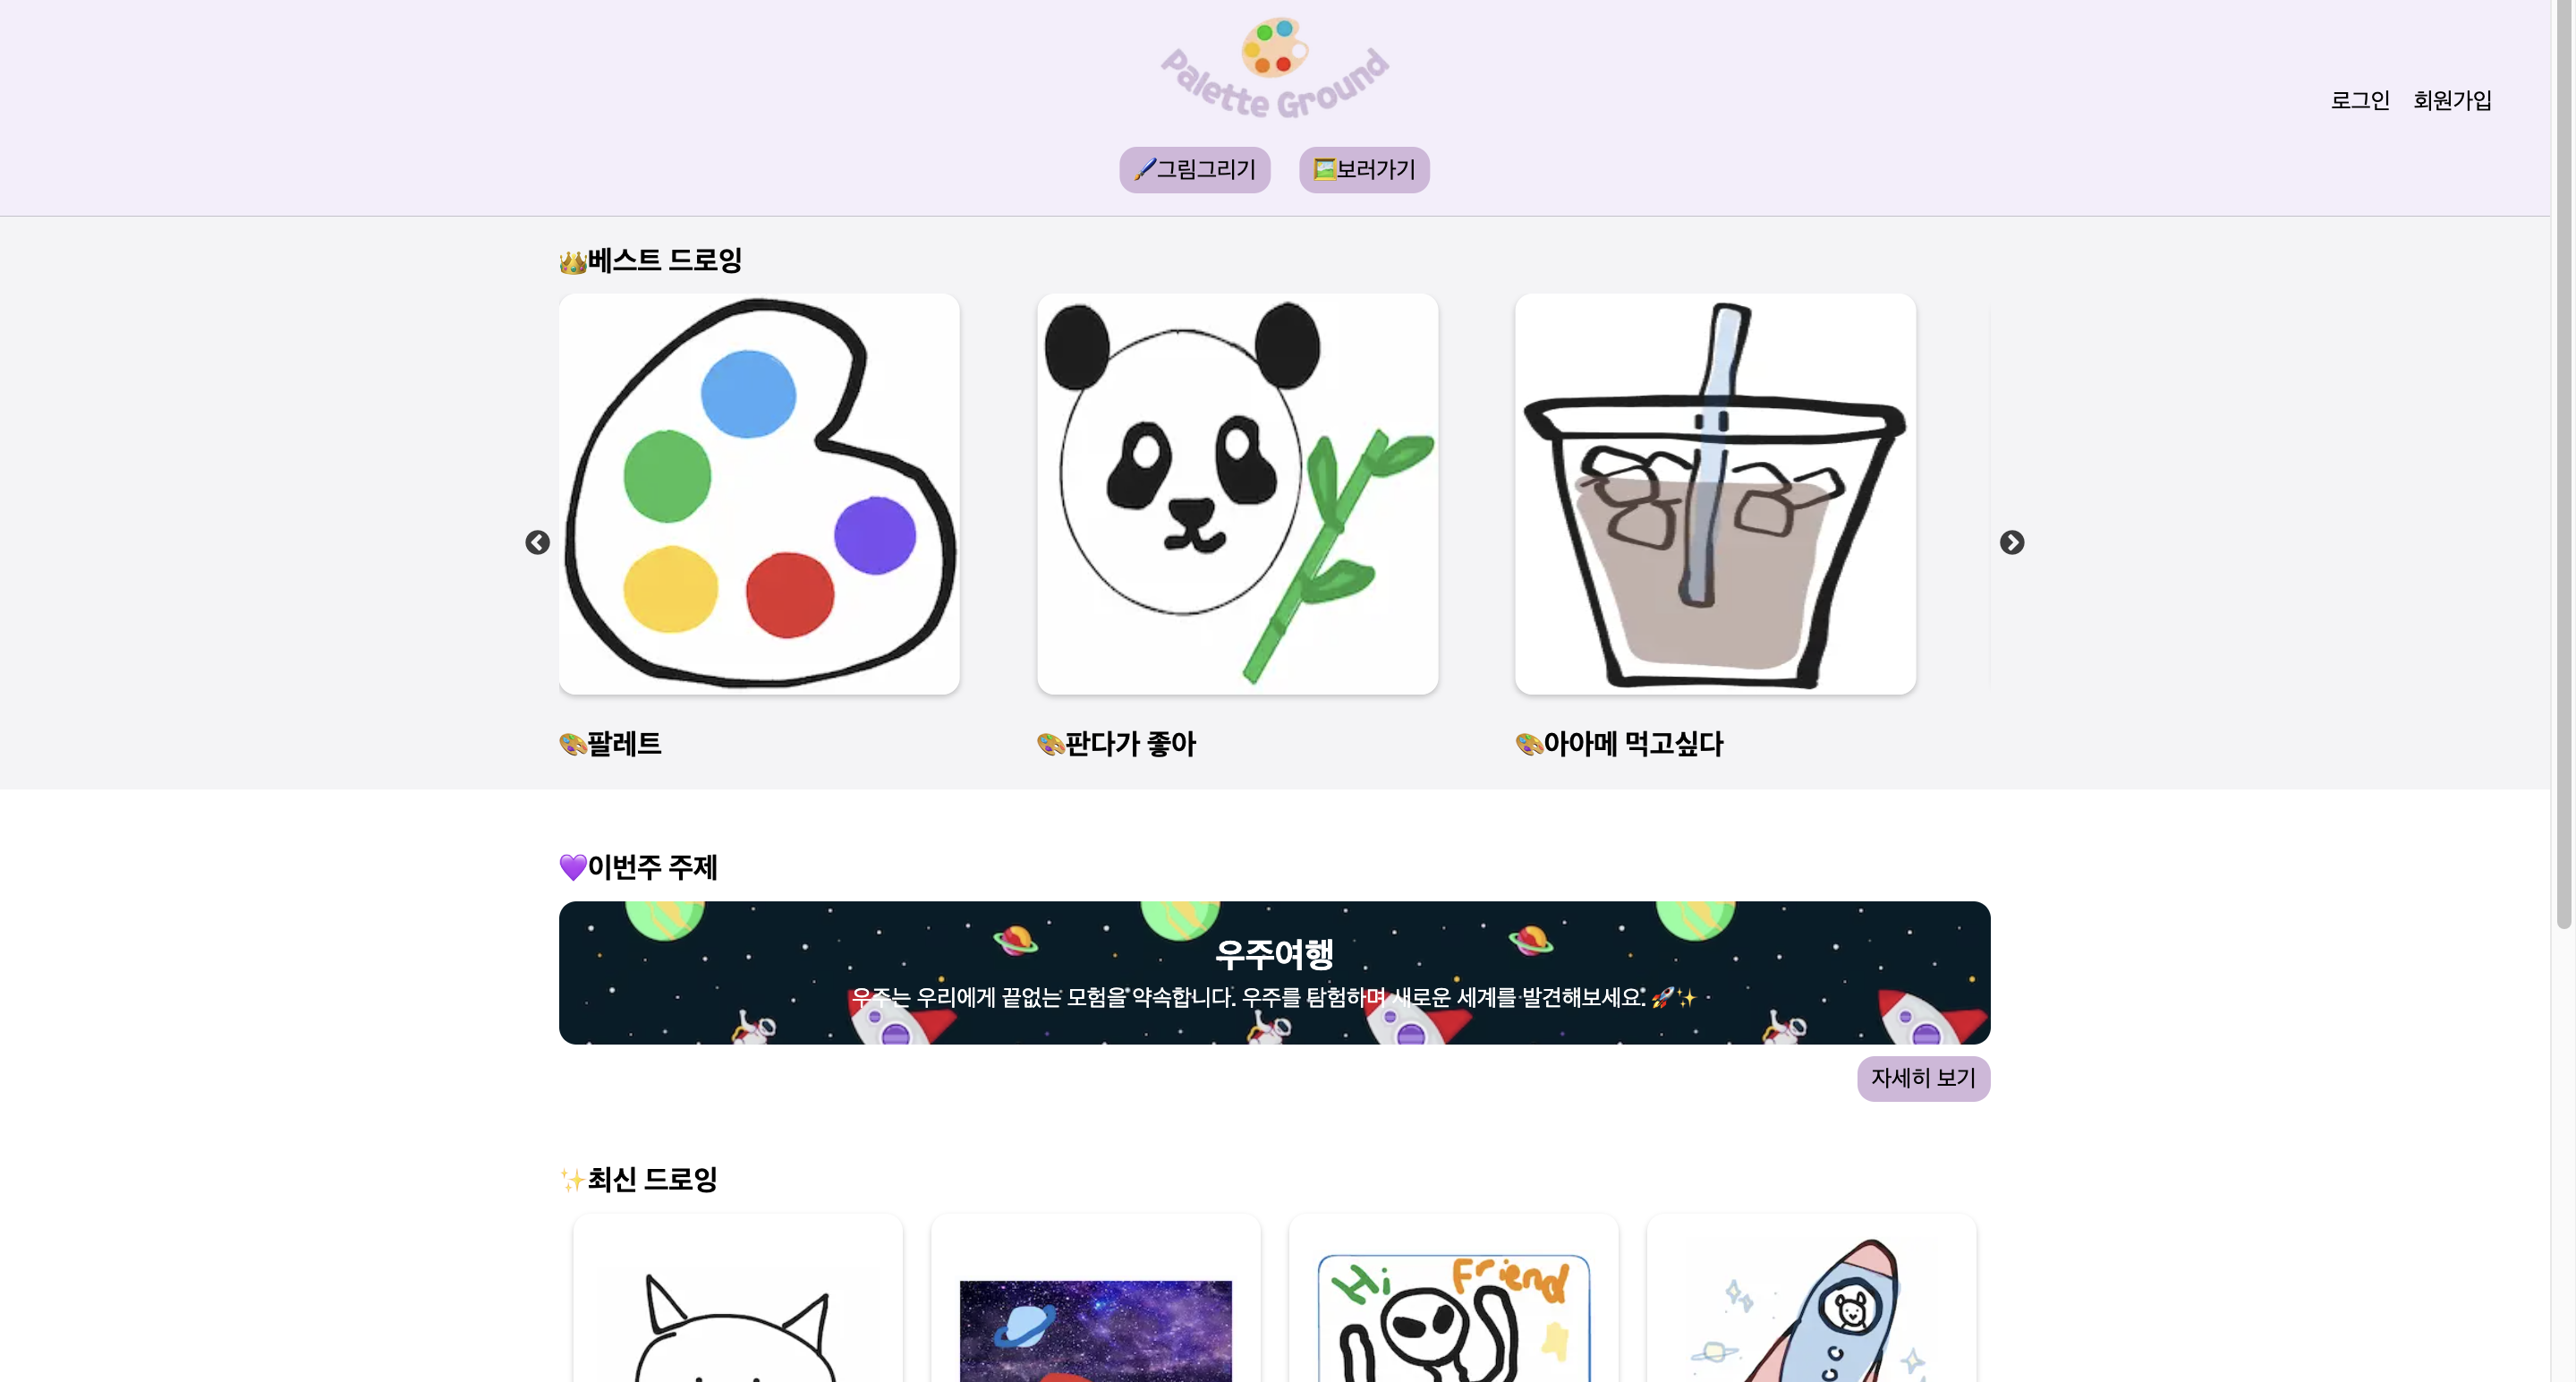 Palette Ground
로그인 회원가입
🖌️그림그리기 🖼️보러가기
👑베스트 드로잉
🎨팔레트
🎨판다가 좋아
🎨아아메 먹고싶다
💜이번주 주제
우주여행
우주는 우리에게 끝없는 모험을 약속합니다. 우주를 탐험하며 새로운 세계를 발견해보세요. 🚀✨
자세히 보기
✨최신 드로잉
Hi Friend